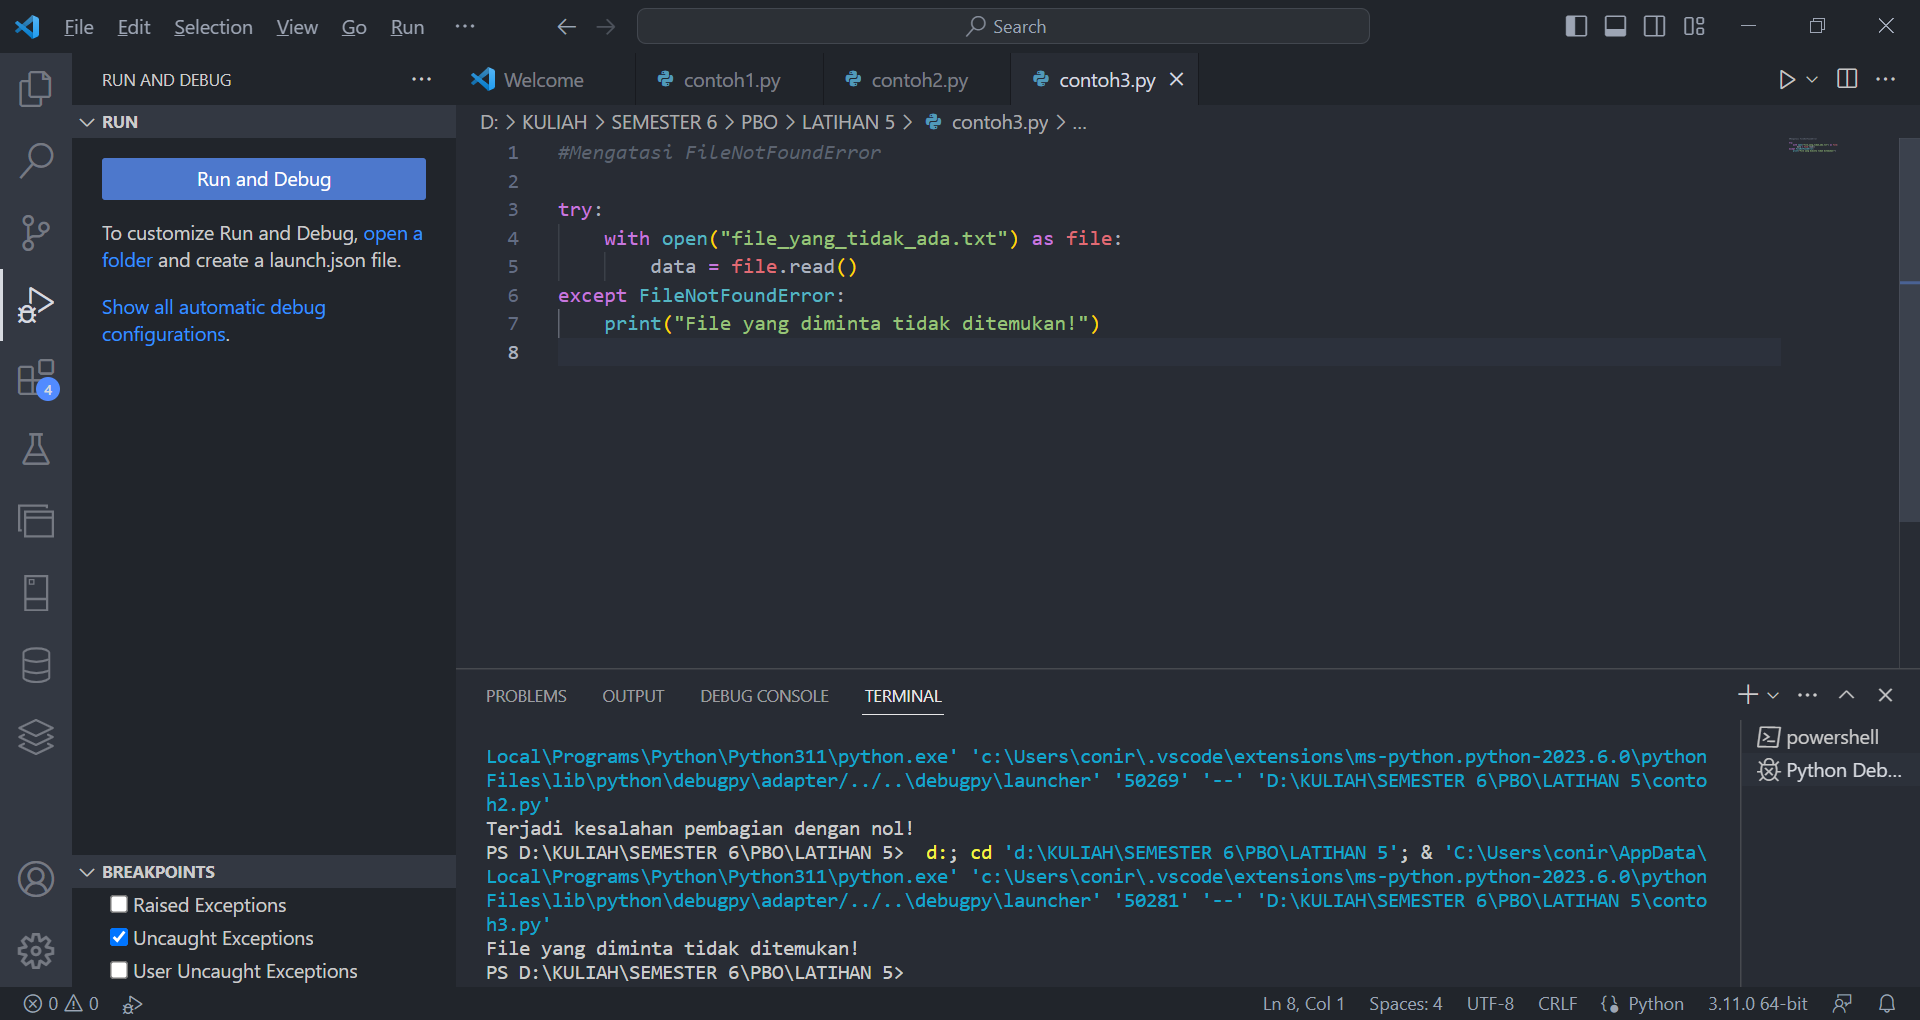 File Edit Selection View Go Run ···
Search
RUN AND DEBUG ···
Welcome contoh1.py contoh2.py contoh3.py
RUN
Run and Debug
To customize Run and Debug, open a
folder and create a launch.json file.
Show all automatic debug
configurations.
4
D: > KULIAH > SEMESTER 6 > PBO > LATIHAN 5 > contoh3.py > ...
1 #Mengatasi FileNotFoundError
2
3 try:
4     with open("file_yang_tidak_ada.txt") as file:
5         data = file.read()
6 except FileNotFoundError:
7     print("File yang diminta tidak ditemukan!")
8
PROBLEMS OUTPUT DEBUG CONSOLE TERMINAL
Local\Programs\Python\Python311\python.exe' 'c:\Users\conir\.vscode\extensions\ms-python.python-2023.6.0\python
Files\lib\python\debugpy\adapter/../..\debugpy\launcher' '50269' '--' 'D:\KULIAH\SEMESTER 6\PBO\LATIHAN 5\conto
h2.py'
Terjadi kesalahan pembagian dengan nol!
PS D:\KULIAH\SEMESTER 6\PBO\LATIHAN 5>  d:; cd 'd:\KULIAH\SEMESTER 6\PBO\LATIHAN 5'; & 'C:\Users\conir\AppData\
Local\Programs\Python\Python311\python.exe' 'c:\Users\conir\.vscode\extensions\ms-python.python-2023.6.0\python
Files\lib\python\debugpy\adapter/../..\debugpy\launcher' '50281' '--' 'D:\KULIAH\SEMESTER 6\PBO\LATIHAN 5\conto
h3.py'
File yang diminta tidak ditemukan!
PS D:\KULIAH\SEMESTER 6\PBO\LATIHAN 5>
powershell
Python Deb...
BREAKPOINTS
Raised Exceptions
Uncaught Exceptions
User Uncaught Exceptions
0 0
Ln 8, Col 1 Spaces: 4 UTF-8 CRLF Python 3.11.0 64-bit